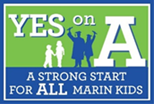 YES on A
A STRONG START
FOR ALL MARIN KIDS